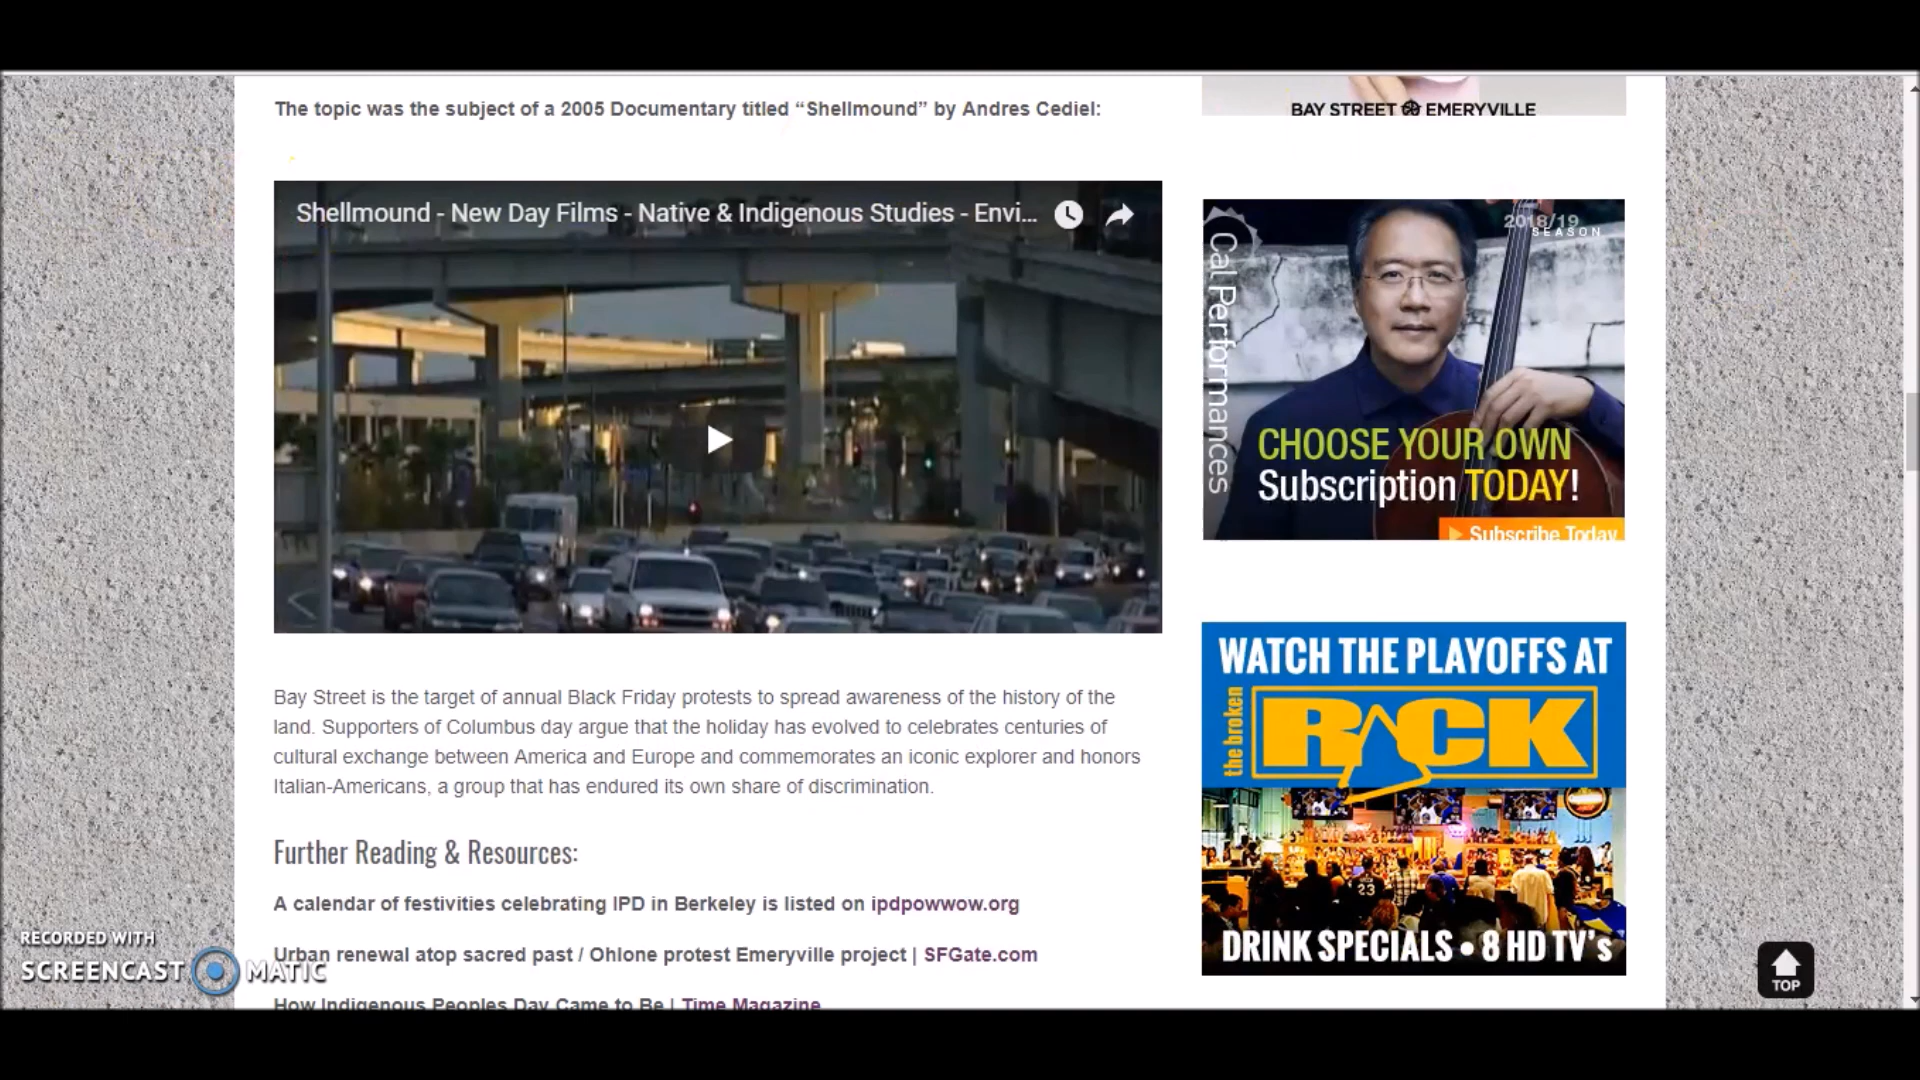 The topic was the subject of a 2005 Documentary titled “Shellmound” by Andres Cediel:
Shellmound - New Day Films - Native & Indigenous Studies - Envi...
Bay Street is the target of annual Black Friday protests to spread awareness of the history of the
land. Supporters of Columbus day argue that the holiday has evolved to celebrates centuries of
cultural exchange between America and Europe and commemorates an iconic explorer and honors
Italian-Americans, a group that has endured its own share of discrimination.
Further Reading & Resources:
A calendar of festivities celebrating IPD in Berkeley is listed on ipdpowwow.org
Urban renewal atop sacred past / Ohlone protest Emeryville project | SFGate.com
How Indigenous Peoples Day Came to Be | Time Magazine
BAY STREET EMERYVILLE
2018/19
SEASON
Cal Performances
CHOOSE YOUR OWN
Subscription TODAY!
Subscribe Today
WATCH THE PLAYOFFS AT
the broken
RACK
23
DRINK SPECIALS • 8 HD TV's
TOP
RECORDED WITH
SCREENCAST MATIC